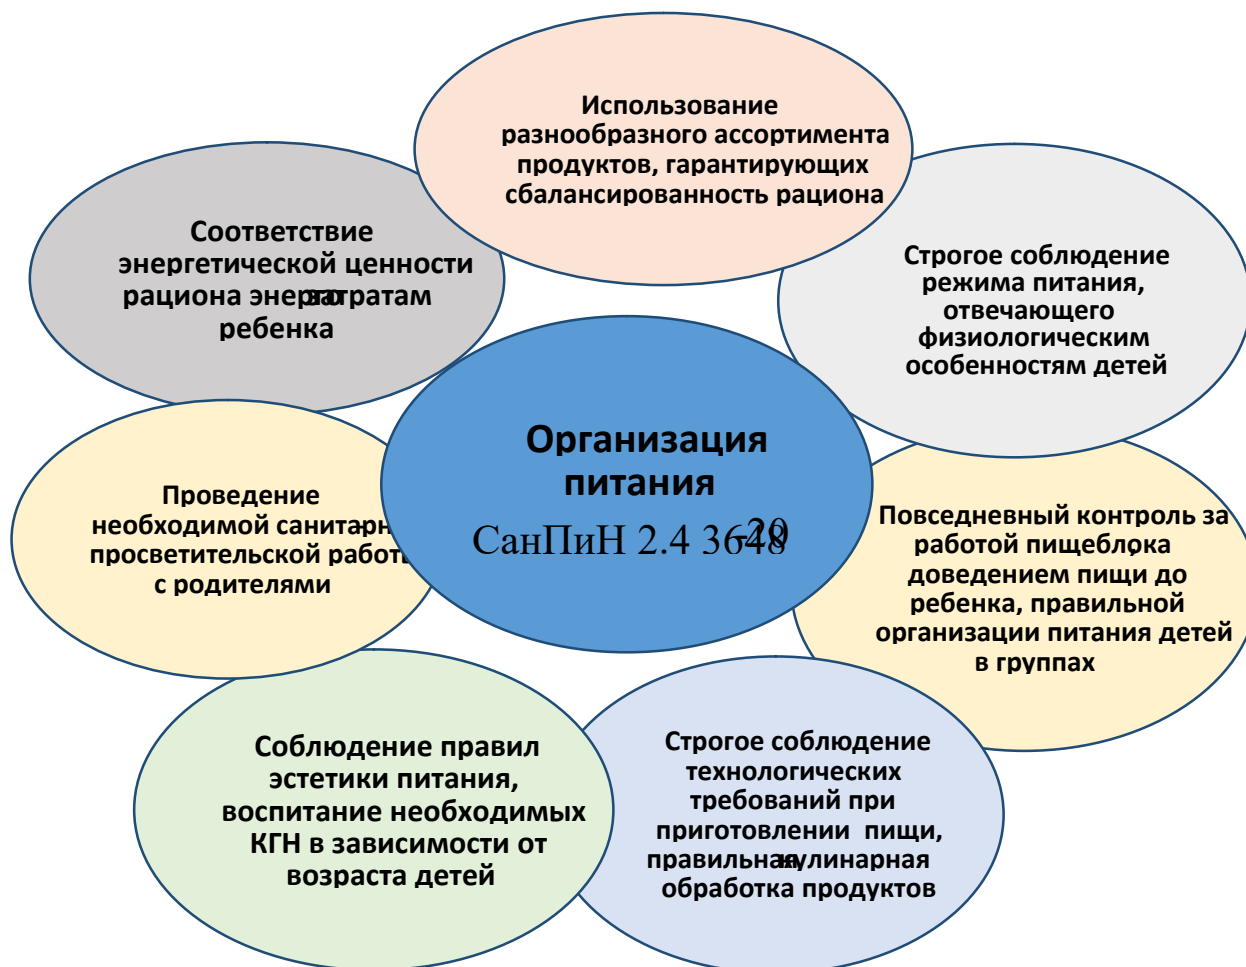 Использование
разнообразного ассортимента
продуктов, гарантирующих
сбалансированность рациона
Соответствие
энергетической ценности
рациона энергозатратам
ребенка
Строгое соблюдение
режима питания,
отвечающего
физиологическим
особенностям детей
Организация
питания
СанПиН 2.4 3648-20
Проведение
необходимой санитарно-
просветительской работы
с родителями
Повседневный контроль за
работой пищеблока,
доведением пищи до
ребенка, правильной
организации питания детей
в группах
Соблюдение правил
эстетики питания,
воспитание необходимых
КГН в зависимости от
возраста детей
Строгое соблюдение
технологических
требований при
приготовлении пищи,
правильная кулинарная
обработка продуктов